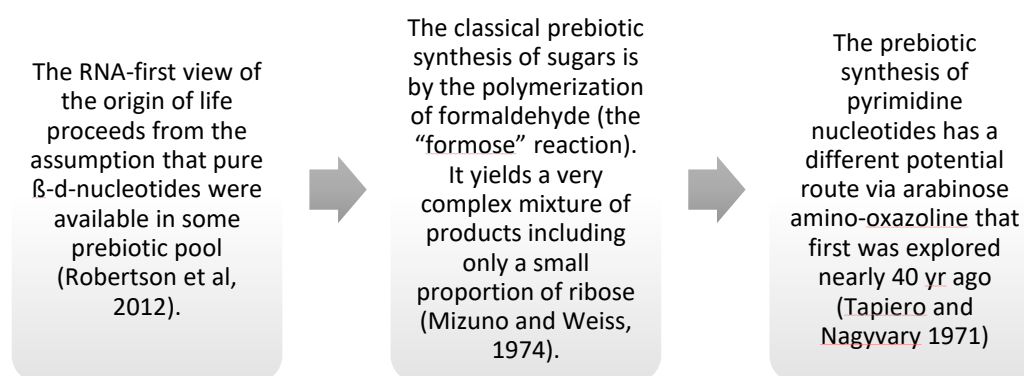 The RNA-first view of
the origin of life
proceeds from the
assumption that pure
ß-d-nucleotides were
available in some
prebiotic pool
(Robertson et al,
2012).
The classical prebiotic
synthesis of sugars is
by the polymerization
of formaldehyde (the
“formose” reaction).
It yields a very
complex mixture of
products including
only a small
proportion of ribose
(Mizuno and Weiss,
1974).
The prebiotic
synthesis of
pyrimidine
nucleotides has a
different potential
route via arabinose
amino-oxazoline that
first was explored
nearly 40 yr ago
(Tapiero and
Nagyvary 1971)